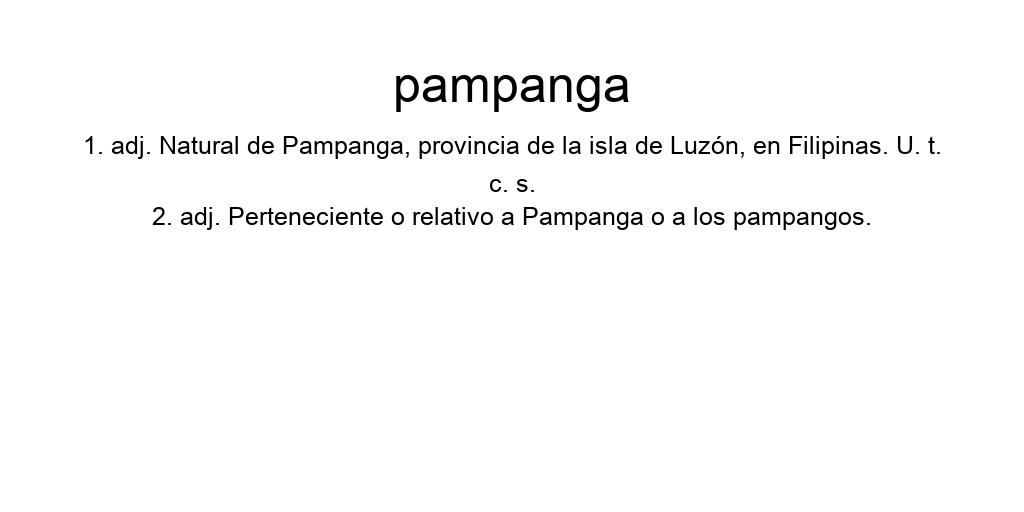 pampanga
1. adj. Natural de Pampanga, provincia de la isla de Luzón, en Filipinas. U. t.
c. s.
2. adj. Perteneciente o relativo a Pampanga o a los pampangos.